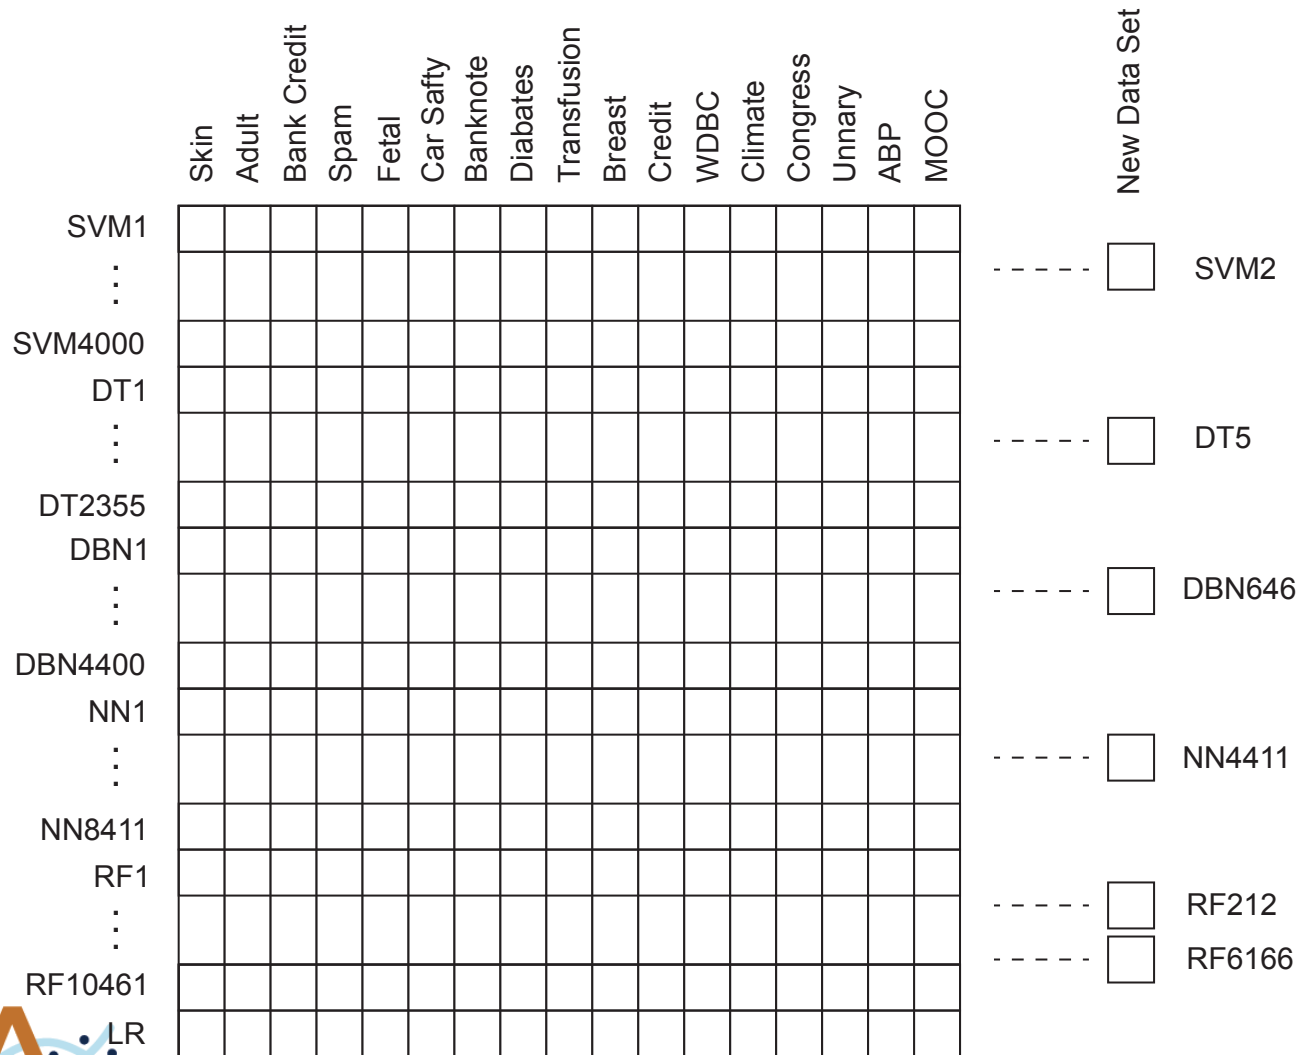 Skin
Adult
Bank Credit
Spam
Fetal
Car Safty
Banknote
Diabates
Transfusion
Breast
Credit
WDBC
Climate
Congress
Unnary
ABP
MOOC
New Data Set
SVM1
SVM2
SVM4000
DT1
DT5
DT2355
DBN1
DBN646
DBN4400
NN1
NN4411
NN8411
RF1
RF212
RF6166
RF10461
LR